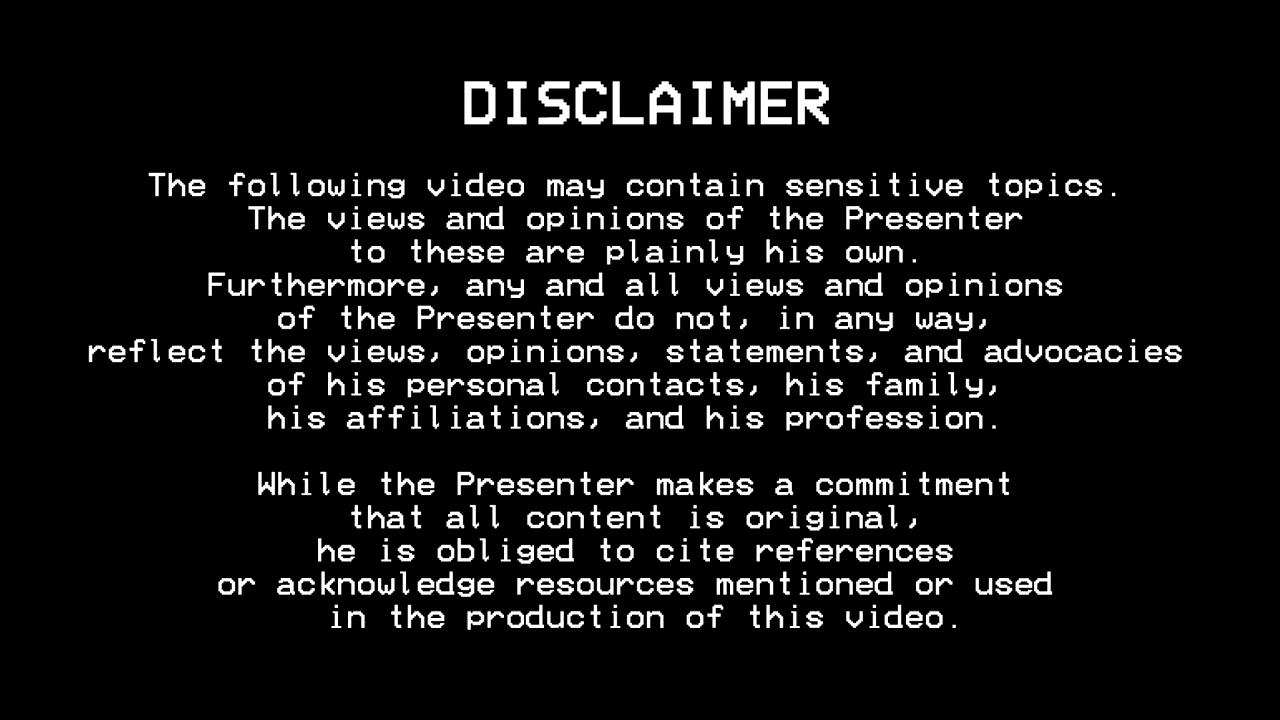 DISCLAIMER
The following video may contain sensitive topics.
The views and opinions of the Presenter
to these are plainly his own.
Furthermore, any and all views and opinions
of the Presenter do not, in any way,
reflect the views, opinions, statements, and advocacies
of his personal contacts, his family,
his affiliations, and his profession.
While the Presenter makes a commitment
that all content is original,
he is obliged to cite references
or acknowledge resources mentioned or used
in the production of this video.